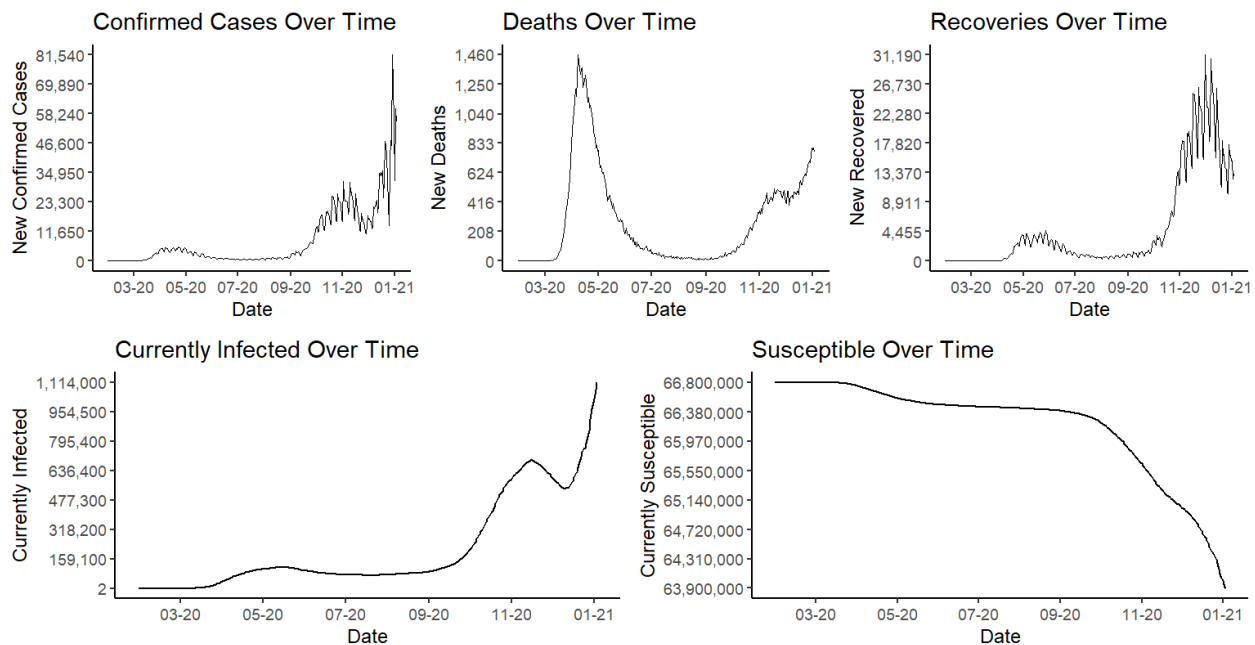 Confirmed Cases Over Time
New Confirmed Cases
81,540
69,890
58,240
46,600
34,950
23,300
11,650
0
03-20 05-20 07-20 09-20 11-20 01-21
Date
Deaths Over Time
New Deaths
1,460
1,250
1,040
833
624
416
208
0
03-20 05-20 07-20 09-20 11-20 01-21
Date
Recoveries Over Time
New Recovered
31,190
26,730
22,280
17,820
13,370
8,911
4,455
0
03-20 05-20 07-20 09-20 11-20 01-21
Date
Currently Infected Over Time
Currently Infected
1,114,000
954,500
795,400
636,400
477,300
318,200
159,100
2
03-20 05-20 07-20 09-20 11-20 01-21
Date
Susceptible Over Time
Currently Susceptible
66,800,000
66,380,000
65,970,000
65,550,000
65,140,000
64,720,000
64,310,000
63,900,000
03-20 05-20 07-20 09-20 11-20 01-21
Date